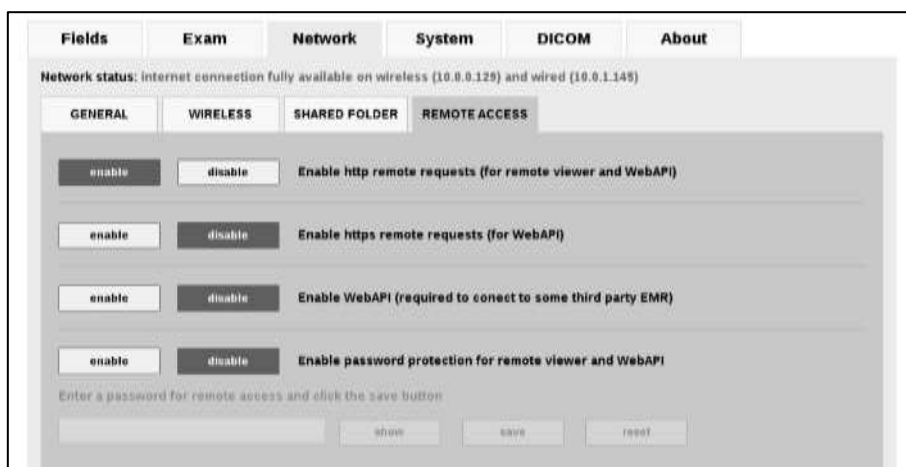 Fields Exam Network System DICOM About
Network status: internet connection fully available on wireless (10.0.0.129) and wired (10.0.1.145)
GENERAL WIRELESS SHARED FOLDER REMOTE ACCESS
enable disable Enable http remote requests (for remote viewer and WebAPI)
enable disable Enable https remote requests (for WebAPI)
enable disable Enable WebAPI (required to conect to some third party EMR)
enable disable Enable password protection for remote viewer and WebAPI
Enter a password for remote access and click the save button
show save reset